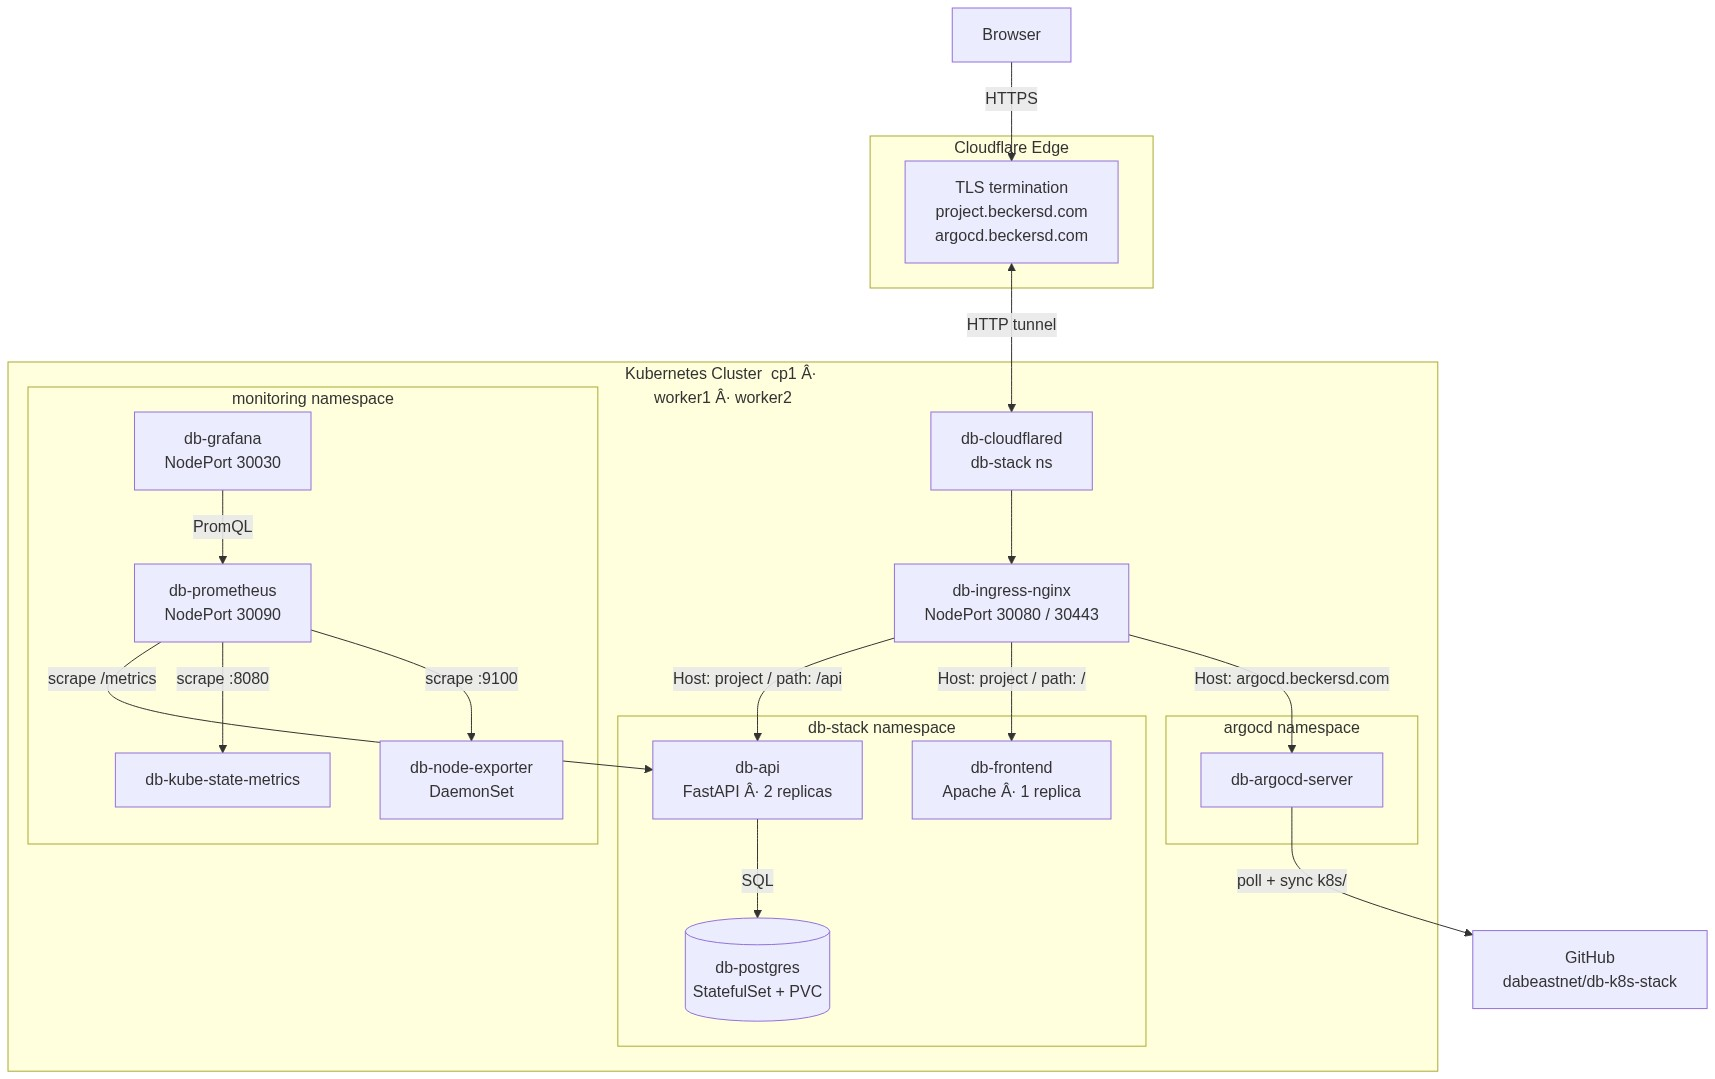 Browser
HTTPS
Cloudflare Edge
TLS termination
project.beckersd.com
argocd.beckersd.com
HTTP tunnel
Kubernetes Cluster  cp1 Â·
worker1 Â· worker2
monitoring namespace
db-grafana
NodePort 30030
PromQL
db-prometheus
NodePort 30090
scrape /metrics
scrape :8080
scrape :9100
db-kube-state-metrics
db-node-exporter
DaemonSet
db-cloudflared
db-stack ns
db-ingress-nginx
NodePort 30080 / 30443
Host: project / path: /api
Host: project / path: /
Host: argocd.beckersd.com
db-stack namespace
db-api
FastAPI Â· 2 replicas
db-frontend
Apache Â· 1 replica
SQL
db-postgres
StatefulSet + PVC
argocd namespace
db-argocd-server
poll + sync k8s/
GitHub
dabeastnet/db-k8s-stack